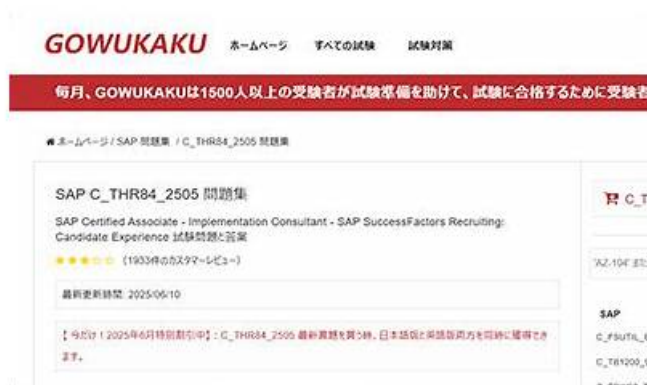 GOWUKAKU ホームページ すべての試験 試験対策
毎月、GOWUKAKUは1500人以上の受験者が試験準備を助けて、試験に合格するために受験者
ホームページ / SAP 問題集 / C_THR84_2505 問題集
SAP C_THR84_2505 問題集
SAP Certified Associate - Implementation Consultant - SAP SuccessFactors Recruiting:
Candidate Experience 試験問題と答案
(1933件のカスタマーレビュー)
最新更新時間: 2025/06/10
【 今だけ！2025年6月特別割引中】: C_THR84_2505 最新真題を買う時、日本語版と英語版両方を同時に獲得でき
ます。
C_T
'AZ-104'
SAP
C_FSUTIL_
C_TB1200_